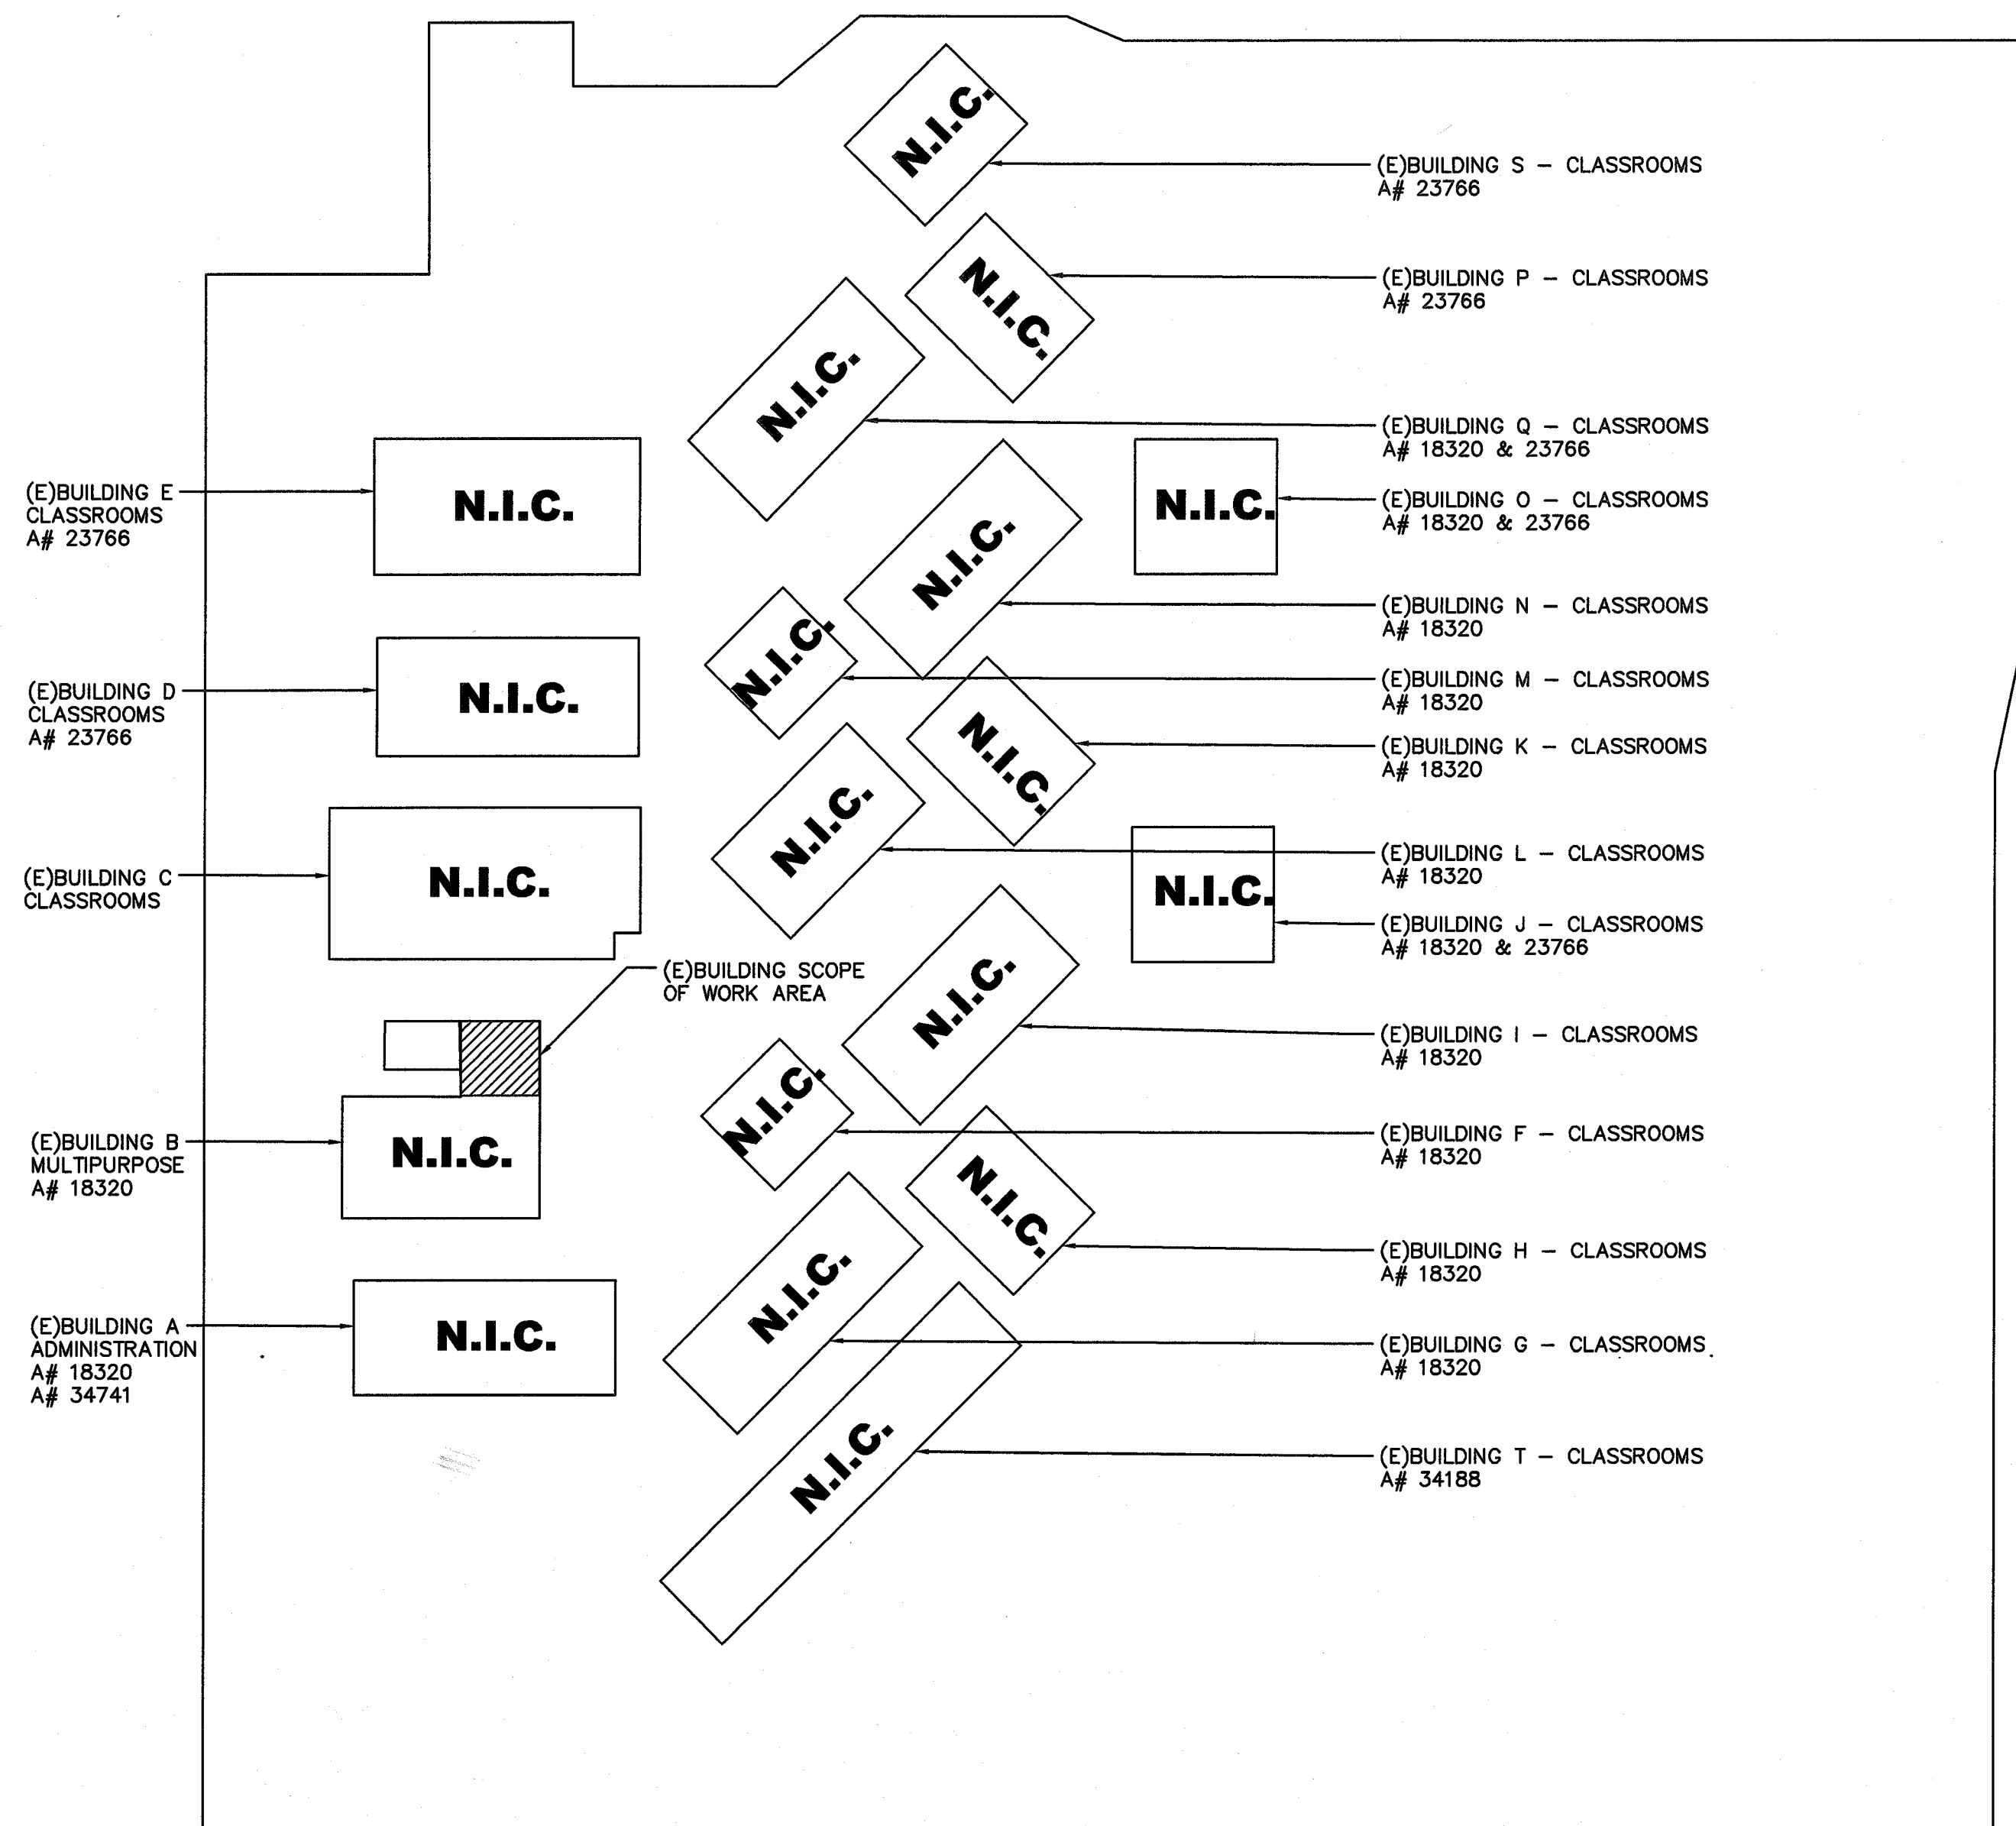 N.I.C.
(E)BUILDING S – CLASSROOMS
A# 23766
N.I.C.
(E)BUILDING P – CLASSROOMS
A# 23766
N.I.C.
(E)BUILDING Q – CLASSROOMS
A# 18320 & 23766
(E)BUILDING E
CLASSROOMS
A# 23766
N.I.C.
N.I.C.
N.I.C.
(E)BUILDING O – CLASSROOMS
A# 18320 & 23766
(E)BUILDING N – CLASSROOMS
A# 18320
(E)BUILDING D
CLASSROOMS
A# 23766
N.I.C.
N.I.C.
(E)BUILDING M – CLASSROOMS
A# 18320
N.I.C.
(E)BUILDING K – CLASSROOMS
A# 18320
(E)BUILDING C
CLASSROOMS
N.I.C.
N.I.C.
(E)BUILDING L – CLASSROOMS
A# 18320
N.I.C.
(E)BUILDING J – CLASSROOMS
A# 18320 & 23766
(E)BUILDING SCOPE
OF WORK AREA
N.I.C.
(E)BUILDING I – CLASSROOMS
A# 18320
(E)BUILDING B
MULTIPURPOSE
A# 18320
N.I.C.
N.I.C.
(E)BUILDING F – CLASSROOMS
A# 18320
N.I.C.
(E)BUILDING H – CLASSROOMS
A# 18320
(E)BUILDING A
ADMINISTRATION
A# 18320
A# 34741
N.I.C.
N.I.C.
(E)BUILDING G – CLASSROOMS
A# 18320
N.I.C.
(E)BUILDING T – CLASSROOMS
A# 34188